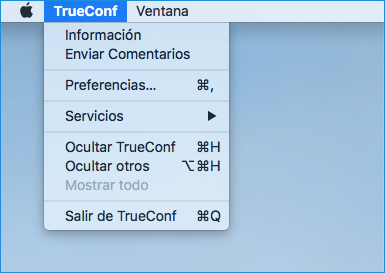 TrueConf Ventana
Información
Enviar Comentarios
Preferencias... ⌘,
Servicios ▶
Ocultar TrueConf ⌘H
Ocultar otros ⌥⌘H
Mostrar todo
Salir de TrueConf ⌘Q